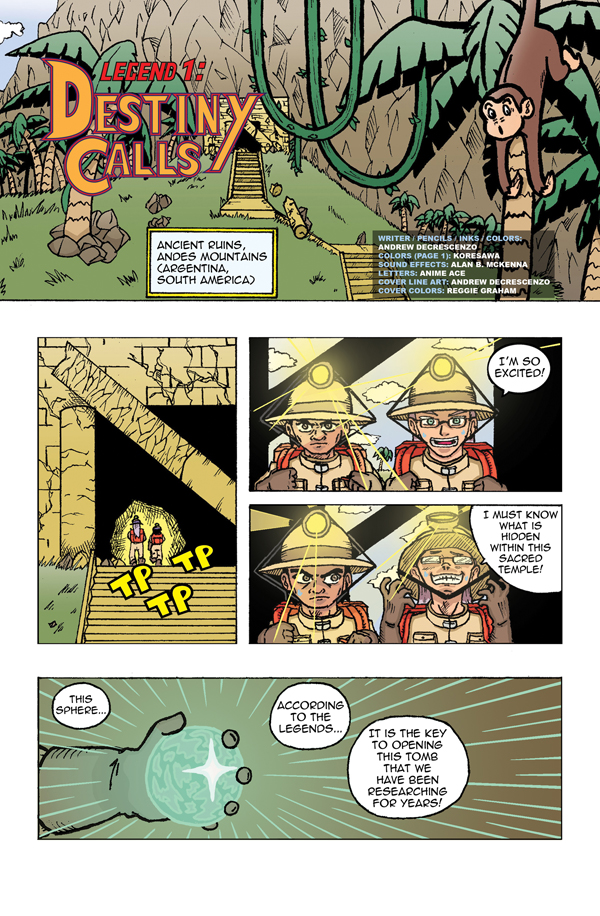 LEGEND 1:
DESTINY
CALLS
ANCIENT RUINS,
ANDES MOUNTAINS
(ARGENTINA,
SOUTH AMERICA)
WRITER / PENCILS / INKS / COLORS:
ANDREW DECRESCENZO
COLORS (PAGE 1): KORESAWA
SOUND EFFECTS: ALAN B. MCKENNA
LETTERS: ANIME ACE
COVER LINE ART: ANDREW DECRESCENZO
COVER COLORS: REGGIE GRAHAM
TP
TP
TP
I'M SO
EXCITED!
I MUST KNOW
WHAT IS
HIDDEN
WITHIN THIS
SACRED
TEMPLE!
THIS
SPHERE...
ACCORDING
TO THE
LEGENDS...
IT IS THE KEY
TO OPENING
THIS TOMB
THAT WE
HAVE BEEN
RESEARCHING
FOR YEARS!